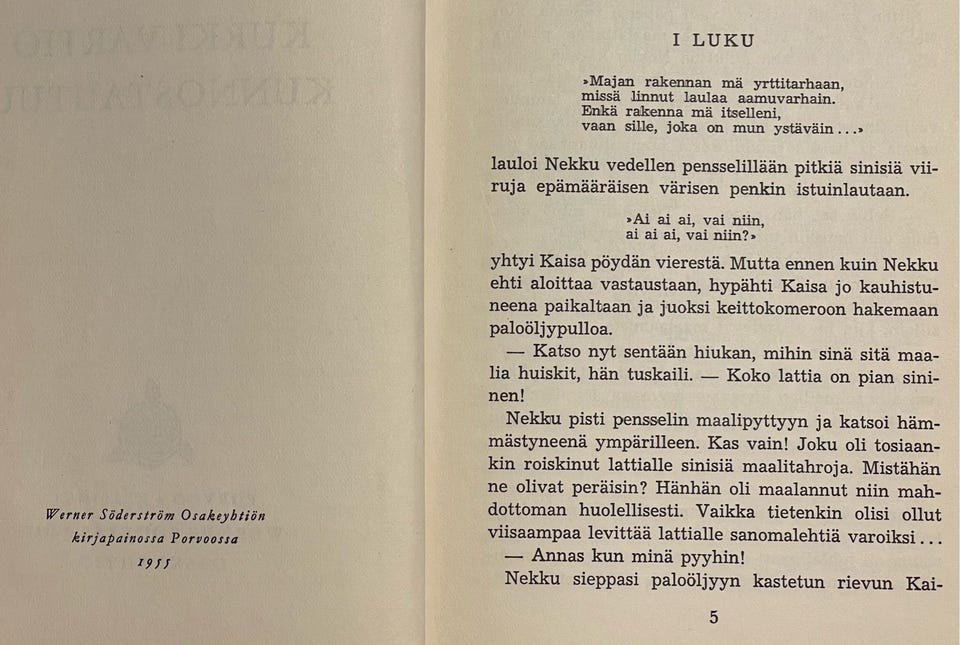 KURKIVARTIO
KUNNOSTAUTUU
Werner Söderström Osakeyhtiön
kirjapainossa Porvoossa
1955
I LUKU
»Majan rakennan mä yrttitarhaan,
missä linnut laulaa aamuvarhain.
Enkä rakenna mä itselleni,
vaan sille, joka on mun ystäväin...»
lauloi Nekku vedellen pensselillään pitkiä sinisiä vii-
ruja epämääräisen värisen penkin istuinlautaan.
»Ai ai ai, vai niin,
ai ai ai, vai niin?»
yhtyi Kaisa pöydän vierestä. Mutta ennen kuin Nekku
ehti aloittaa vastaustaan, hypähti Kaisa jo kauhistu-
neena paikaltaan ja juoksi keittokomeroon hakemaan
paloöljypulloa.
— Katso nyt sentään hiukan, mihin sinä sitä maa-
lia huiskit, hän tuskaili. — Koko lattia on pian sini-
nen!
Nekku pisti pensselin maalipyttyyn ja katsoi häm-
mästyneenä ympärilleen. Kas vain! Joku oli tosiaan-
kin roiskinut lattialle sinisiä maalitahroja. Mistähän
ne olivat peräisin? Hänhän oli maalannut niin mah-
dottoman huolellisesti. Vaikka tietenkin olisi ollut
viisaampaa levittää lattialle sanomalehtiä varoiksi...
— Annas kun minä pyyhin!
Nekku sieppasi paloöljyyn kastetun rievun Kai-
5